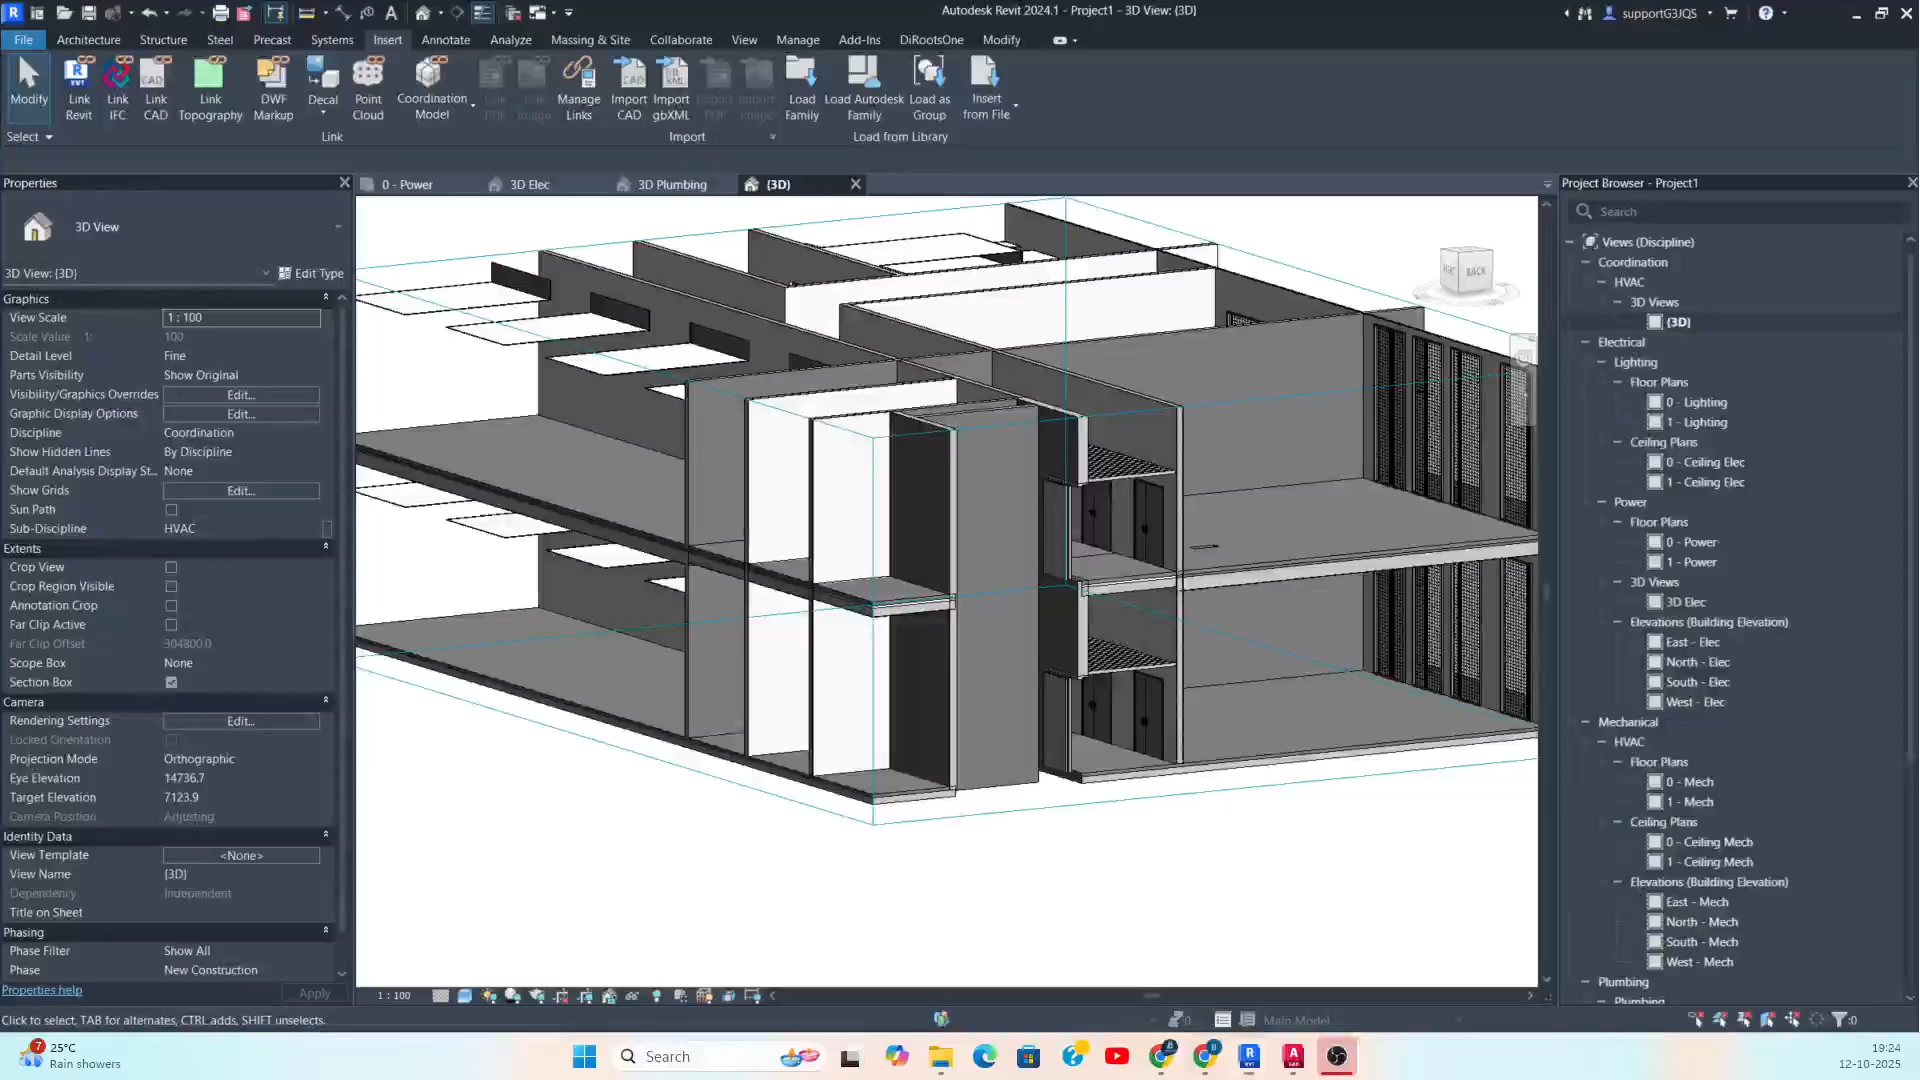 Autodesk Revit 2024.1 - Project1 - 3D View: {3D}
supportG3JQS
File Architecture Structure Steel Precast Systems Insert Annotate Analyze Massing & Site Collaborate View Manage Add-Ins DiRootsOne Modify
Modify
Link Revit
Link IFC
Link CAD
Link Topography
DWF Markup
Decal
Point Cloud
Coordination Model
Link PDF
Link Image
Manage Links
Import CAD
Import gbXML
Import PDF
Import Image
Load Family
Load Autodesk Family
Load as Group
Insert from File
Select
Link
Import
Load from Library
Properties
3D View
3D View: {3D}
Edit Type
Graphics
View Scale 1 : 100
Scale Value 1: 100
Detail Level Fine
Parts Visibility Show Original
Visibility/Graphics Overrides Edit...
Graphic Display Options Edit...
Discipline Coordination
Show Hidden Lines By Discipline
Default Analysis Display St... None
Show Grids Edit...
Sun Path
Sub-Discipline HVAC
Extents
Crop View
Crop Region Visible
Annotation Crop
Far Clip Active
Far Clip Offset 304800.0
Scope Box None
Section Box
Camera
Rendering Settings Edit...
Locked Orientation
Projection Mode Orthographic
Eye Elevation 14736.7
Target Elevation 7123.9
Camera Position Adjusting
Identity Data
View Template <None>
View Name {3D}
Dependency Independent
Title on Sheet
Phasing
Phase Filter Show All
Phase New Construction
Properties help
Apply
0 - Power
3D Elec
3D Plumbing
{3D}
BACK
1 : 100
Project Browser - Project1
Search
Views (Discipline)
Coordination
HVAC
3D Views
{3D}
Electrical
Lighting
Floor Plans
0 - Lighting
1 - Lighting
Ceiling Plans
0 - Ceiling Elec
1 - Ceiling Elec
Power
Floor Plans
0 - Power
1 - Power
3D Views
3D Elec
Elevations (Building Elevation)
East - Elec
North - Elec
South - Elec
West - Elec
Mechanical
HVAC
Floor Plans
0 - Mech
1 - Mech
Ceiling Plans
0 - Ceiling Mech
1 - Ceiling Mech
Elevations (Building Elevation)
East - Mech
North - Mech
South - Mech
West - Mech
Plumbing
Plumbing
Click to select, TAB for alternates, CTRL adds, SHIFT unselects.
:0
Main Model
:0
7
25°C
Rain showers
Search
19:24
12-10-2025